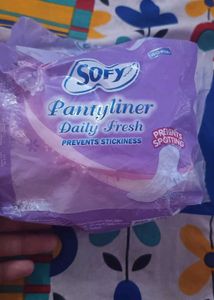 SOFY
Pantyliner
Daily Fresh
PREVENTS STICKINESS
PREVENTS
SPOTTING